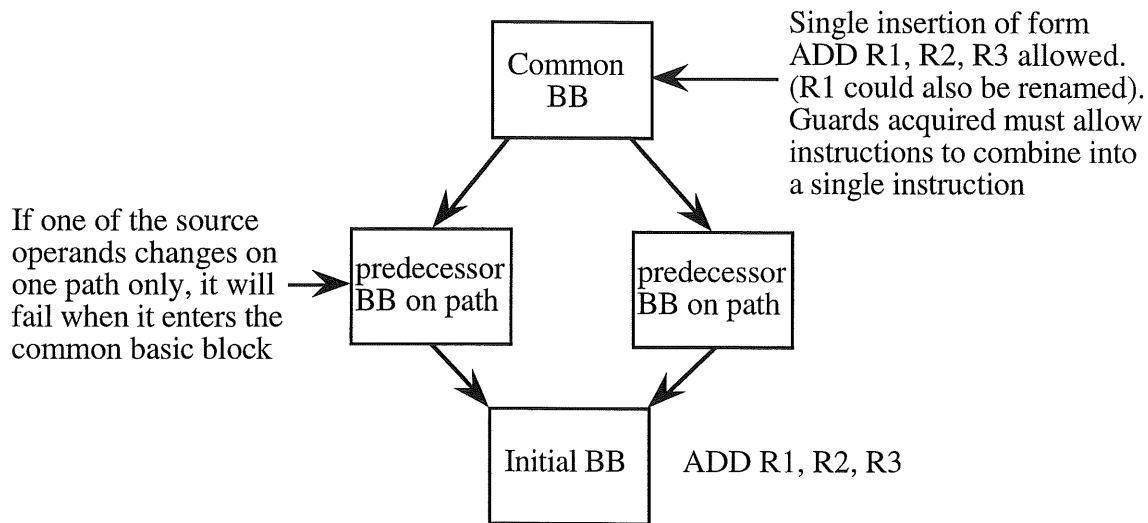 Common
BB
Single insertion of form
ADD R1, R2, R3 allowed.
(R1 could also be renamed).
Guards acquired must allow
instructions to combine into
a single instruction
If one of the source
operands changes on
one path only, it will
fail when it enters the
common basic block
predecessor
BB on path
predecessor
BB on path
Initial BB
ADD R1, R2, R3